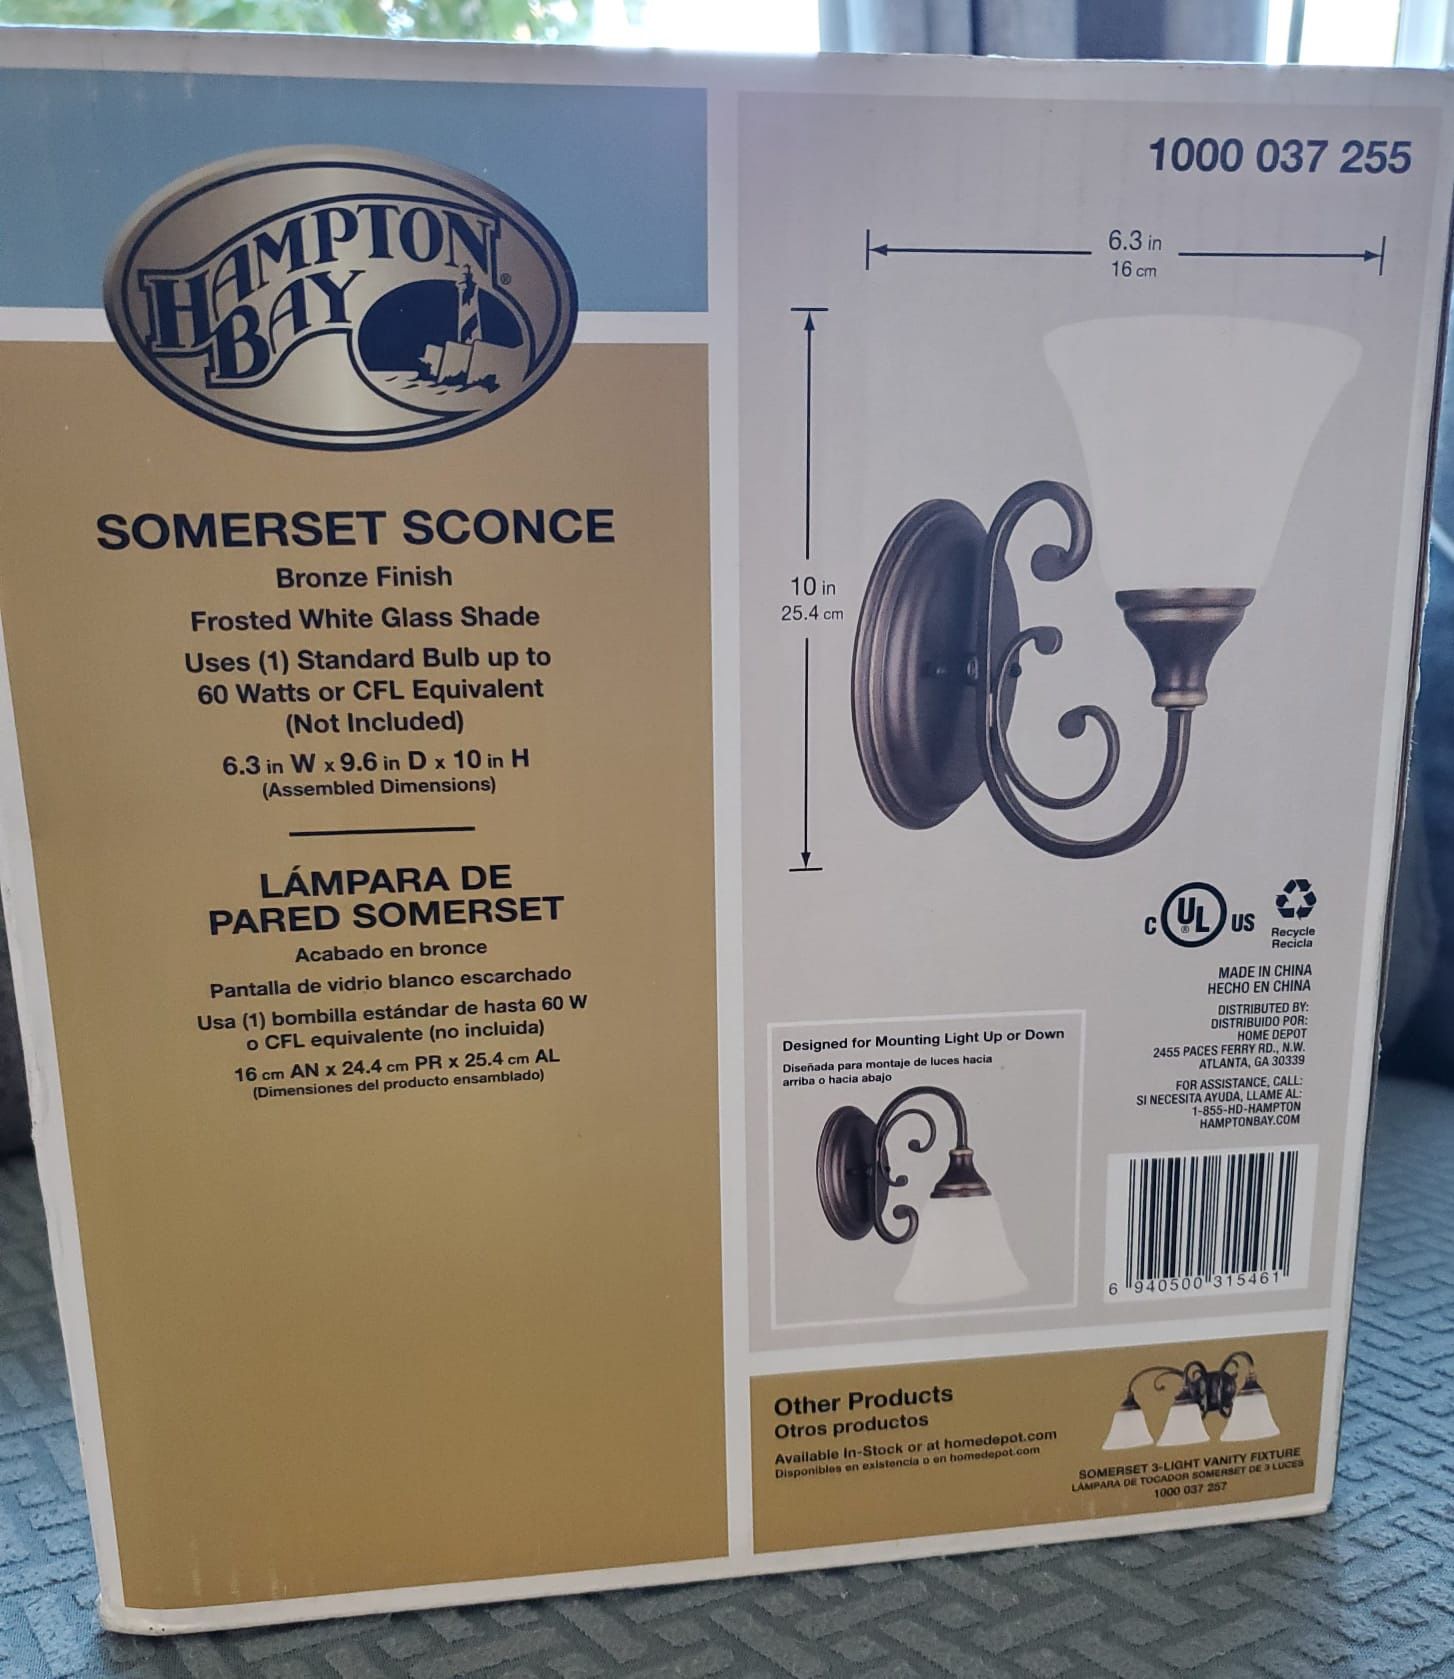 HAMPTON
BAY®
SOMERSET SCONCE
Bronze Finish
Frosted White Glass Shade
Uses (1) Standard Bulb up to
60 Watts or CFL Equivalent
(Not Included)
6.3 in W x 9.6 in D x 10 in H
(Assembled Dimensions)
LÁMPARA DE
PARED SOMERSET
Acabado en bronce
Pantalla de vidrio blanco escarchado
Usa (1) bombilla estándar de hasta 60 W
o CFL equivalente (no incluida)
16 cm AN x 24.4 cm PR x 25.4 cm AL
(Dimensiones del producto ensamblado)
1000 037 255
6.3 in
16 cm
10 in
25.4 cm
C UL® US
Recycle
Recicla
MADE IN CHINA
HECHO EN CHINA
DISTRIBUTED BY:
DISTRIBUIDO POR:
HOME DEPOT
2455 PACES FERRY RD., N.W.
ATLANTA, GA 30339
FOR ASSISTANCE, CALL:
SI NECESITA AYUDA, LLAME AL:
1-855-HD-HAMPTON
HAMPTONBAY.COM
Designed for Mounting Light Up or Down
Diseñada para montaje de luces hacia
arriba o hacia abajo
6 940500 315461
Other Products
Otros productos
Available In-Stock or at homedepot.com
Disponibles en existencia o en homedepot.com
SOMERSET 3-LIGHT VANITY FIXTURE
LÁMPARA DE TOCADOR SOMERSET DE 3 LUCES
1000 037 257